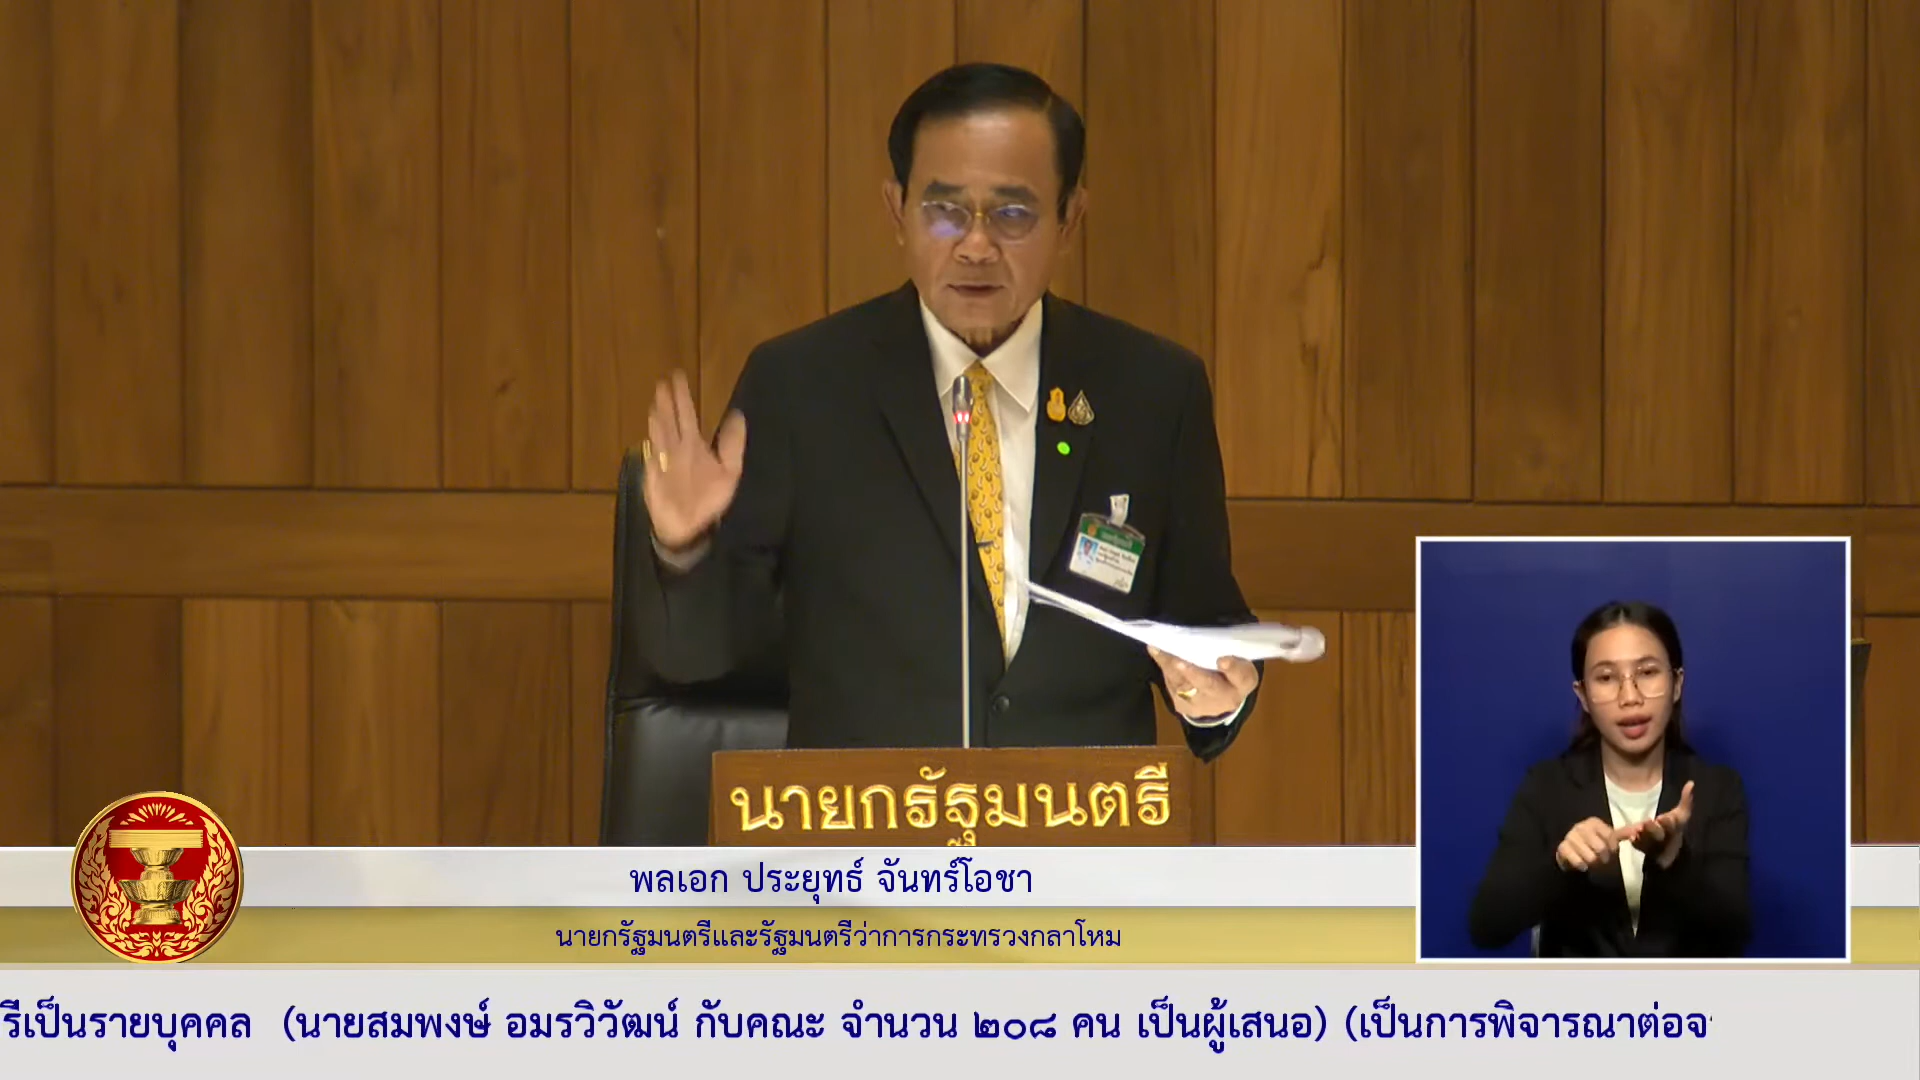 นายกรัฐมนตรี
พลเอก ประยุทธ์ จันทร์โอชา
นายกรัฐมนตรีและรัฐมนตรีว่าการกระทรวงกลาโหม
รีเป็นรายบุคคล (นายสมพงษ์ อมรวิวัฒน์ กับคณะ จำนวน ๒๐๘ คน เป็นผู้เสนอ) (เป็นการพิจารณาต่อจ